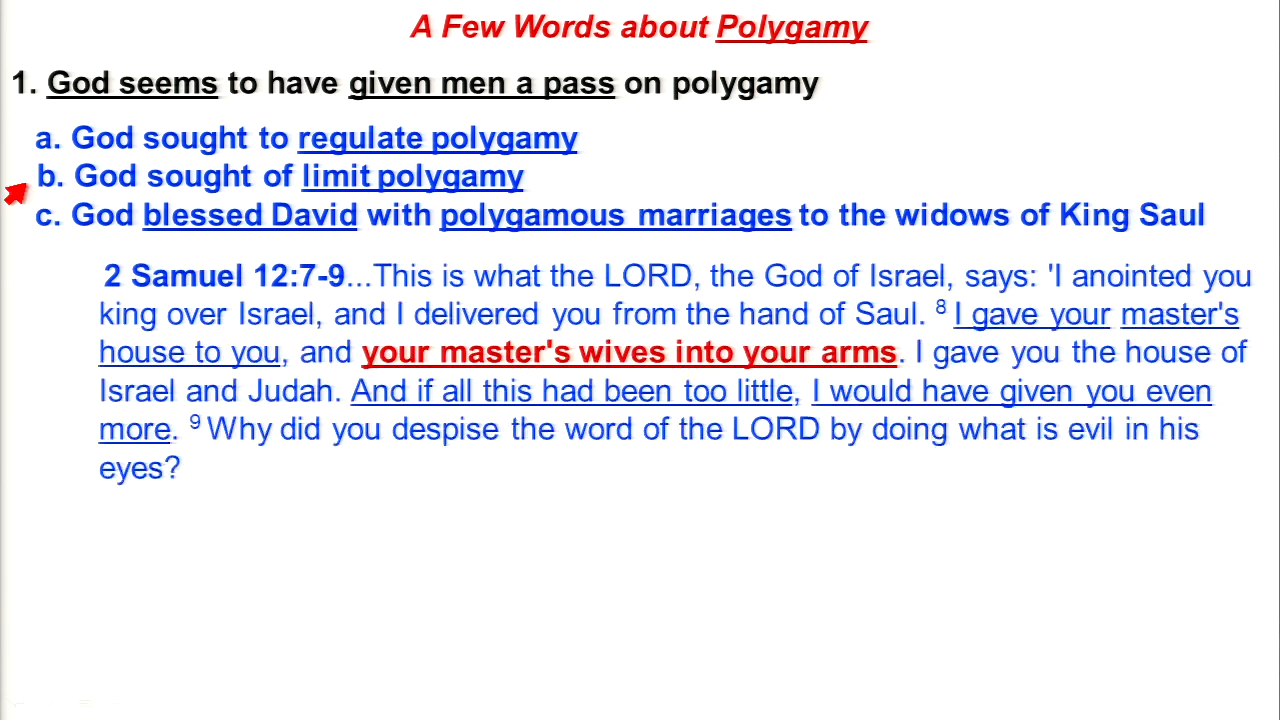 A Few Words about Polygamy
1. God seems to have given men a pass on polygamy
a. God sought to regulate polygamy
b. God sought of limit polygamy
c. God blessed David with polygamous marriages to the widows of King Saul
2 Samuel 12:7-9...This is what the LORD, the God of Israel, says: 'I anointed you
king over Israel, and I delivered you from the hand of Saul. 8 I gave your master's
house to you, and your master's wives into your arms. I gave you the house of
Israel and Judah. And if all this had been too little, I would have given you even
more. 9 Why did you despise the word of the LORD by doing what is evil in his
eyes?